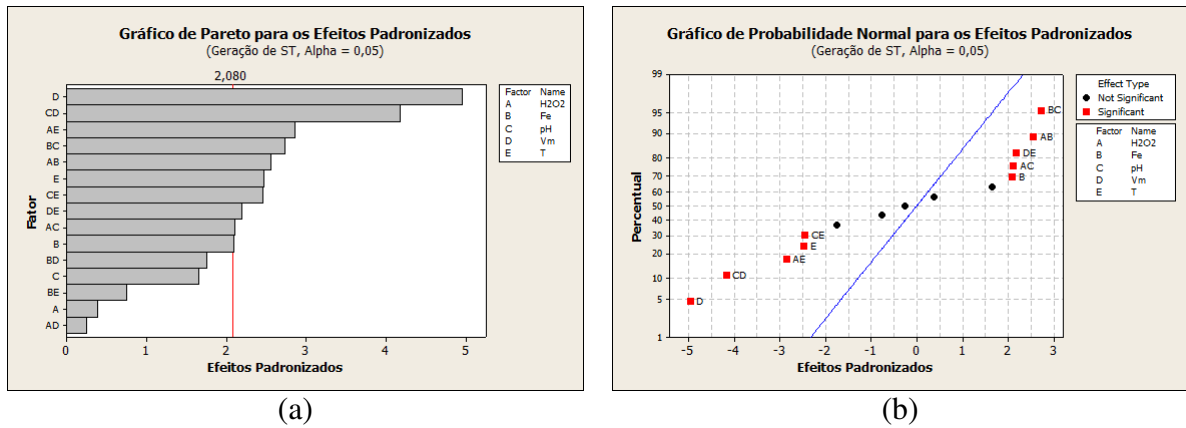 Gráfico de Pareto para os Efeitos Padronizados
(Geração de ST, Alpha = 0,05)
2,080
Fator
D
CD
AE
BC
AB
E
CE
DE
AC
B
BD
C
BE
A
AD
0 1 2 3 4 5
Efeitos Padronizados
Factor Name
A H2O2
B Fe
C pH
D Vm
E T
(a)
Gráfico de Probabilidade Normal para os Efeitos Padronizados
(Geração de ST, Alpha = 0,05)
Percentual
99
95
90
80
70
60
50
40
30
20
10
5
1
BC
AB
DE
AC
B
CE
E
AE
CD
D
-5 -4 -3 -2 -1 0 1 2 3
Efeitos Padronizados
Effect Type
Not Significant
Significant
Factor Name
A H2O2
B Fe
C pH
D Vm
E T
(b)